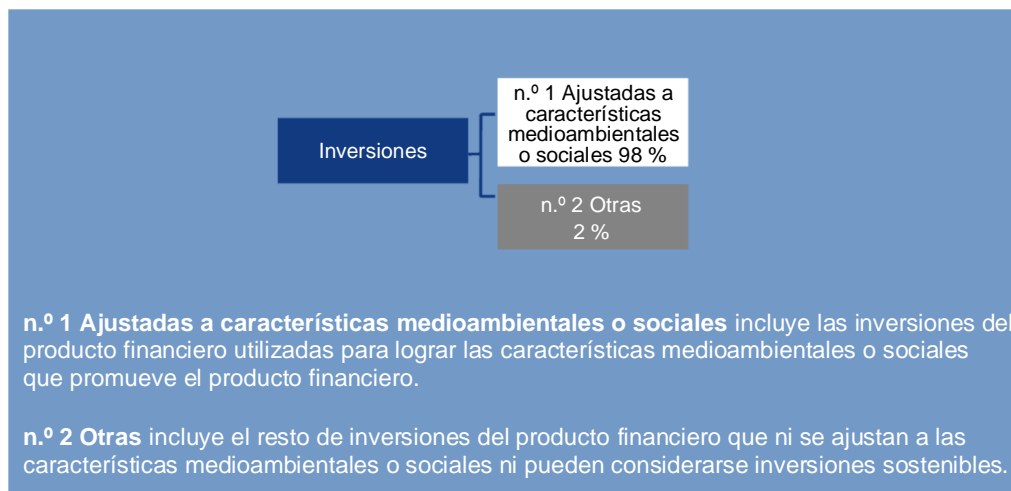 Inversiones
n.º 1 Ajustadas a
características
medioambientales
o sociales 98 %
n.º 2 Otras
2 %
n.º 1 Ajustadas a características medioambientales o sociales incluye las inversiones del
producto financiero utilizadas para lograr las características medioambientales o sociales
que promueve el producto financiero.
n.º 2 Otras incluye el resto de inversiones del producto financiero que ni se ajustan a las
características medioambientales o sociales ni pueden considerarse inversiones sostenibles.